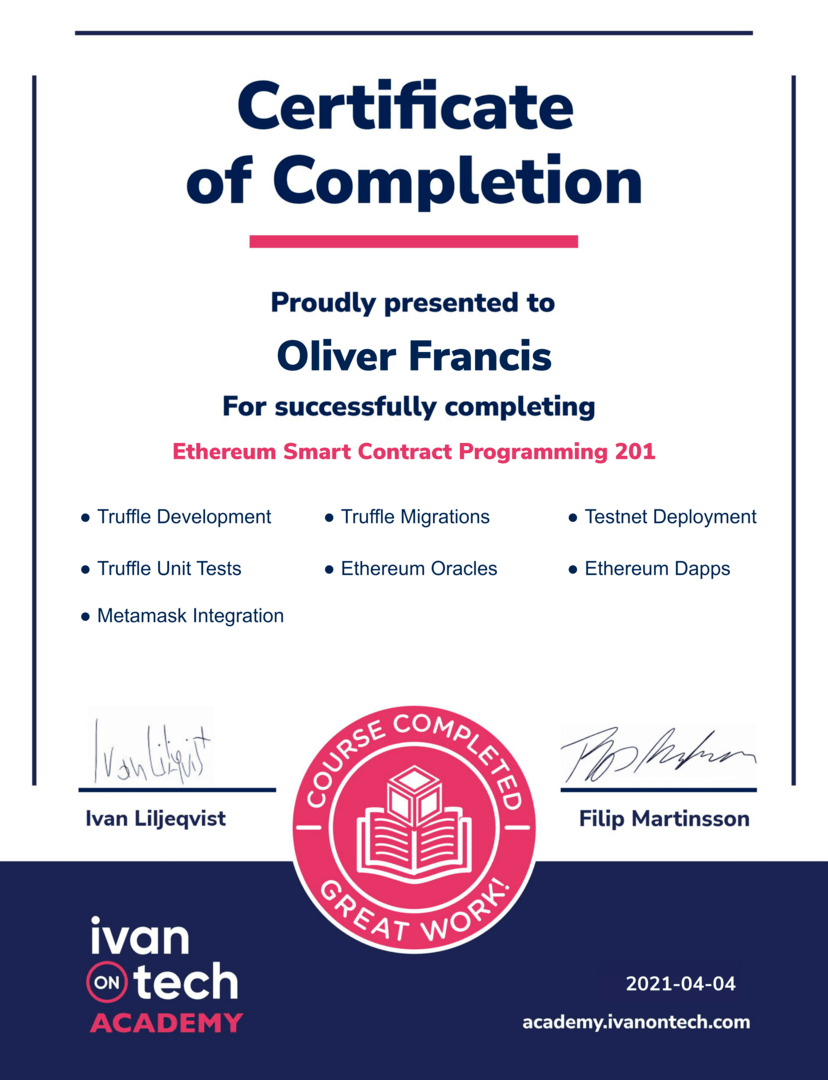 Certificate
of Completion
Proudly presented to
Oliver Francis
For successfully completing
Ethereum Smart Contract Programming 201
● Truffle Development
● Truffle Migrations
● Testnet Deployment
● Truffle Unit Tests
● Ethereum Oracles
● Ethereum Dapps
● Metamask Integration
Ivan Liljeqvist
Ivan Liljeqvist
Filip Martinsson
COURSE COMPLETED
GREAT WORK!
ivan
ON tech
ACADEMY
2021-04-04
academy.ivanontech.com